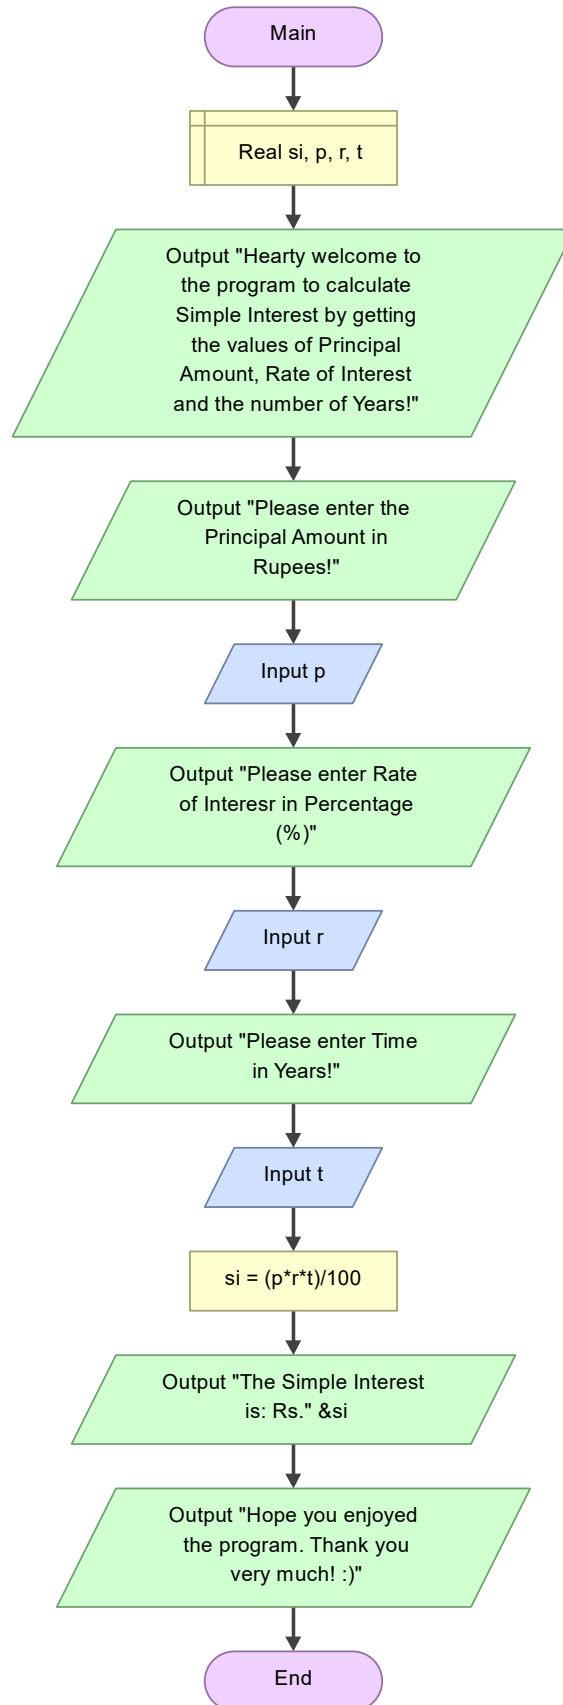 Main
Real si, p, r, t
Output "Hearty welcome to
the program to calculate
Simple Interest by getting
the values of Principal
Amount, Rate of Interest
and the number of Years!"
Output "Please enter the
Principal Amount in
Rupees!"
Input p
Output "Please enter Rate
of Interesr in Percentage
(%)"
Input r
Output "Please enter Time
in Years!"
Input t
si = (p*r*t)/100
Output "The Simple Interest
is: Rs." &si
Output "Hope you enjoyed
the program. Thank you
very much! :)"
End